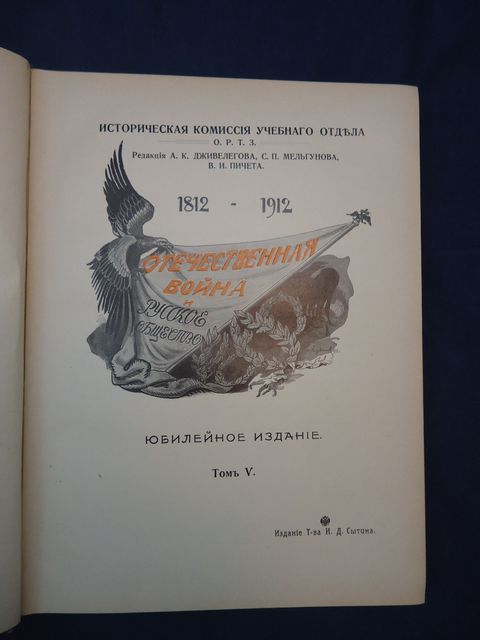 ИСТОРИЧЕСКАЯ КОМИССІЯ УЧЕБНАГО ОТДѢЛА
О. Р. Т. З.
Редакція А. К. ДЖИВЕЛЕГОВА, С. П. МЕЛЬГУНОВА,
В. И. ПИЧЕТА.
1812 - 1912
ОТЕЧЕСТВЕННАЯ
ВОЙНА
и
РУССКОЕ
ОБЩЕСТВО
ЮБИЛЕЙНОЕ ИЗДАНІЕ.
Томъ V.
Изданіе Т-ва И. Д. Сытина.